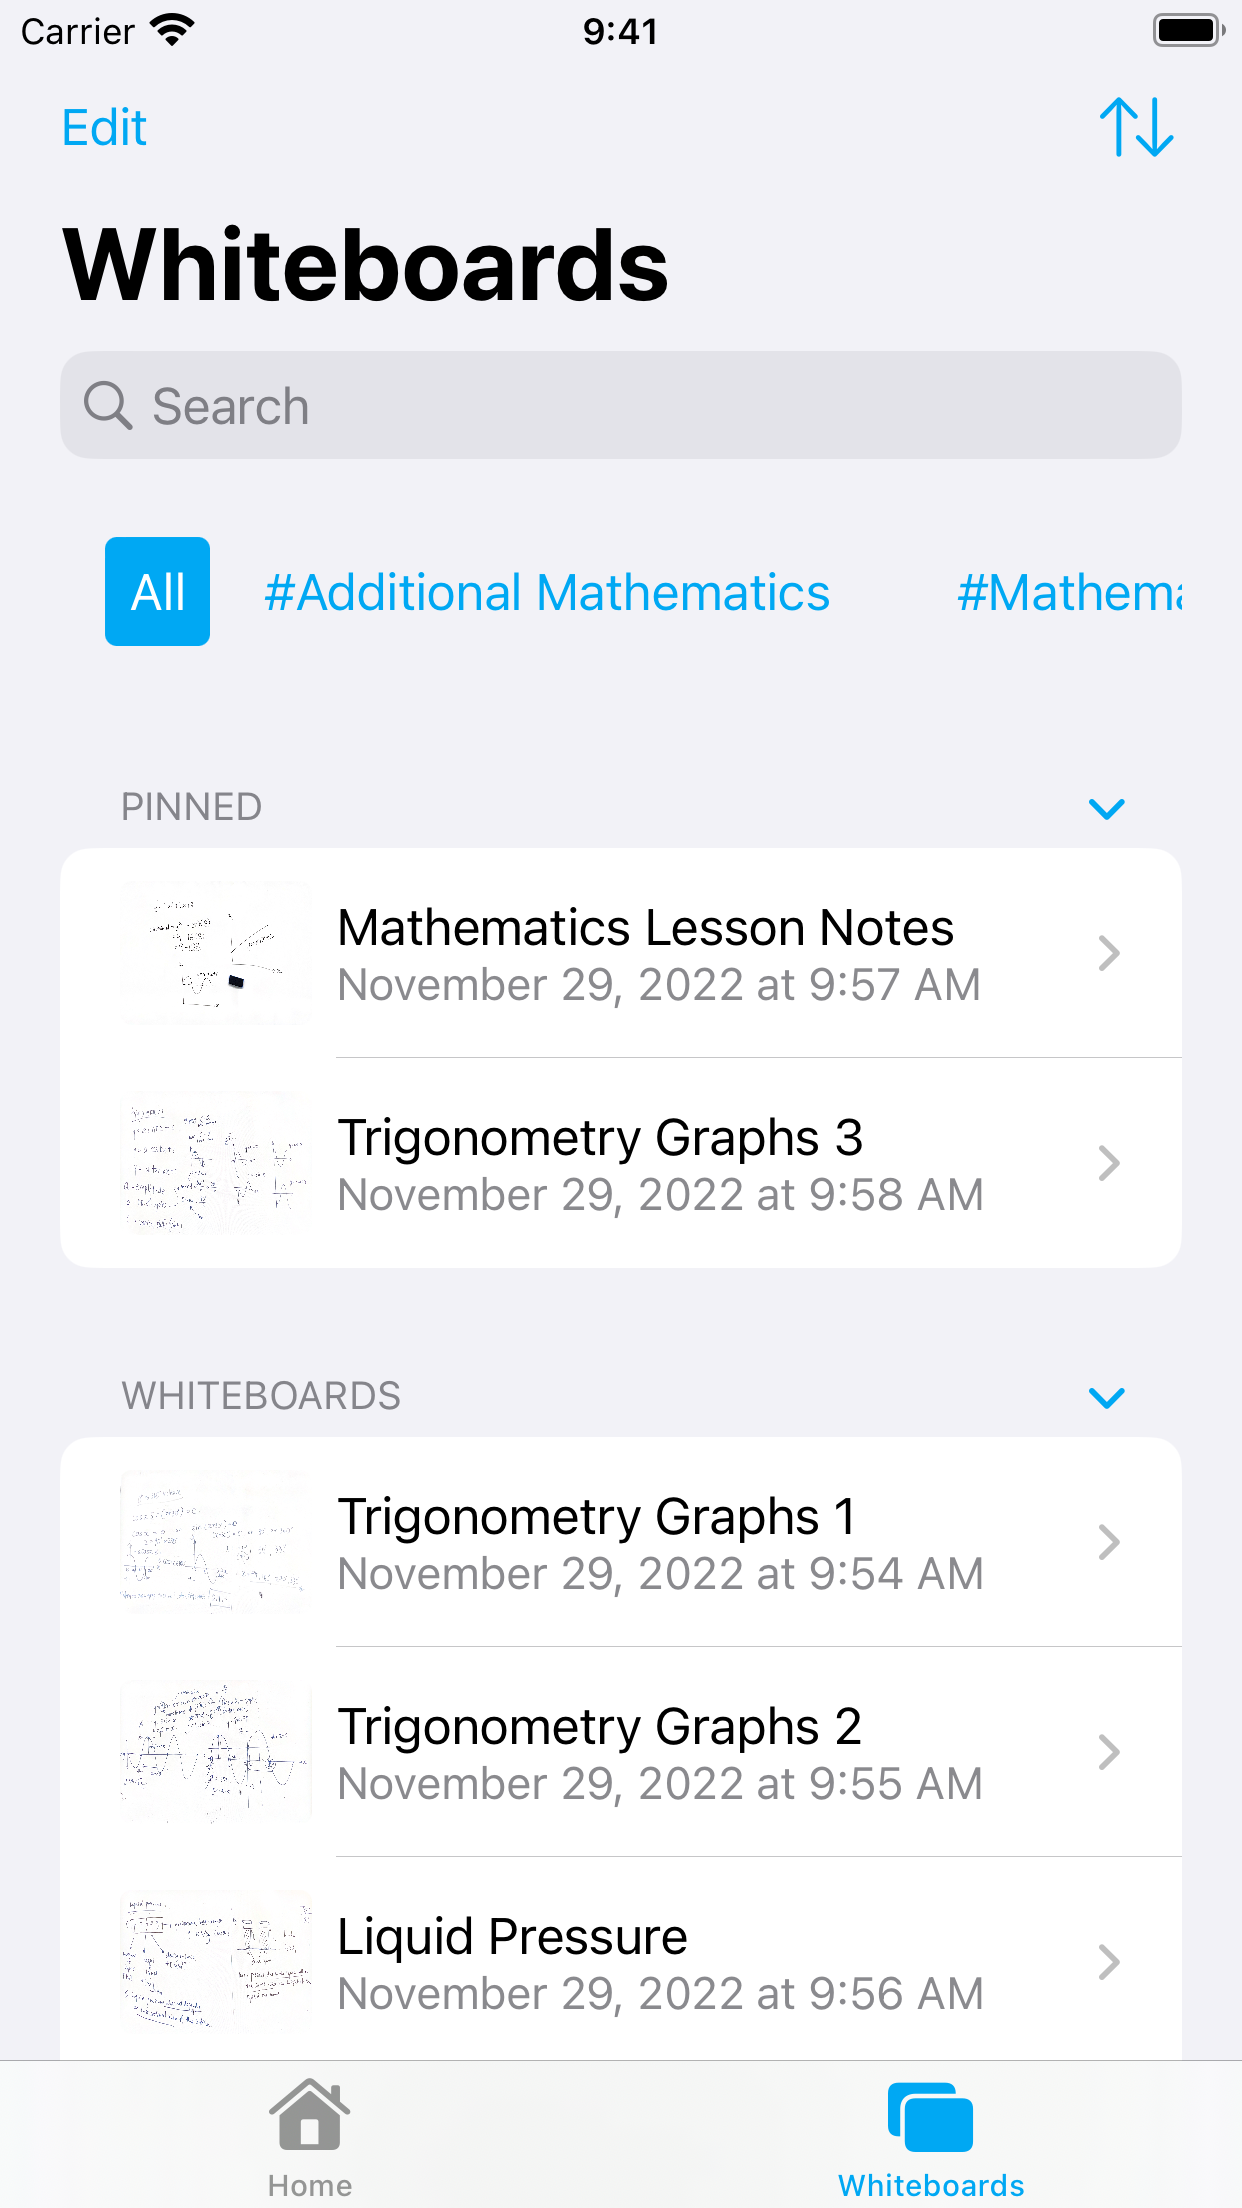 Carrier 9:41
Edit
Whiteboards
Search
All #Additional Mathematics #Mathema
PINNED
Mathematics Lesson Notes
November 29, 2022 at 9:57 AM
Trigonometry Graphs 3
November 29, 2022 at 9:58 AM
WHITEBOARDS
Trigonometry Graphs 1
November 29, 2022 at 9:54 AM
Trigonometry Graphs 2
November 29, 2022 at 9:55 AM
Liquid Pressure
November 29, 2022 at 9:56 AM
Home Whiteboards